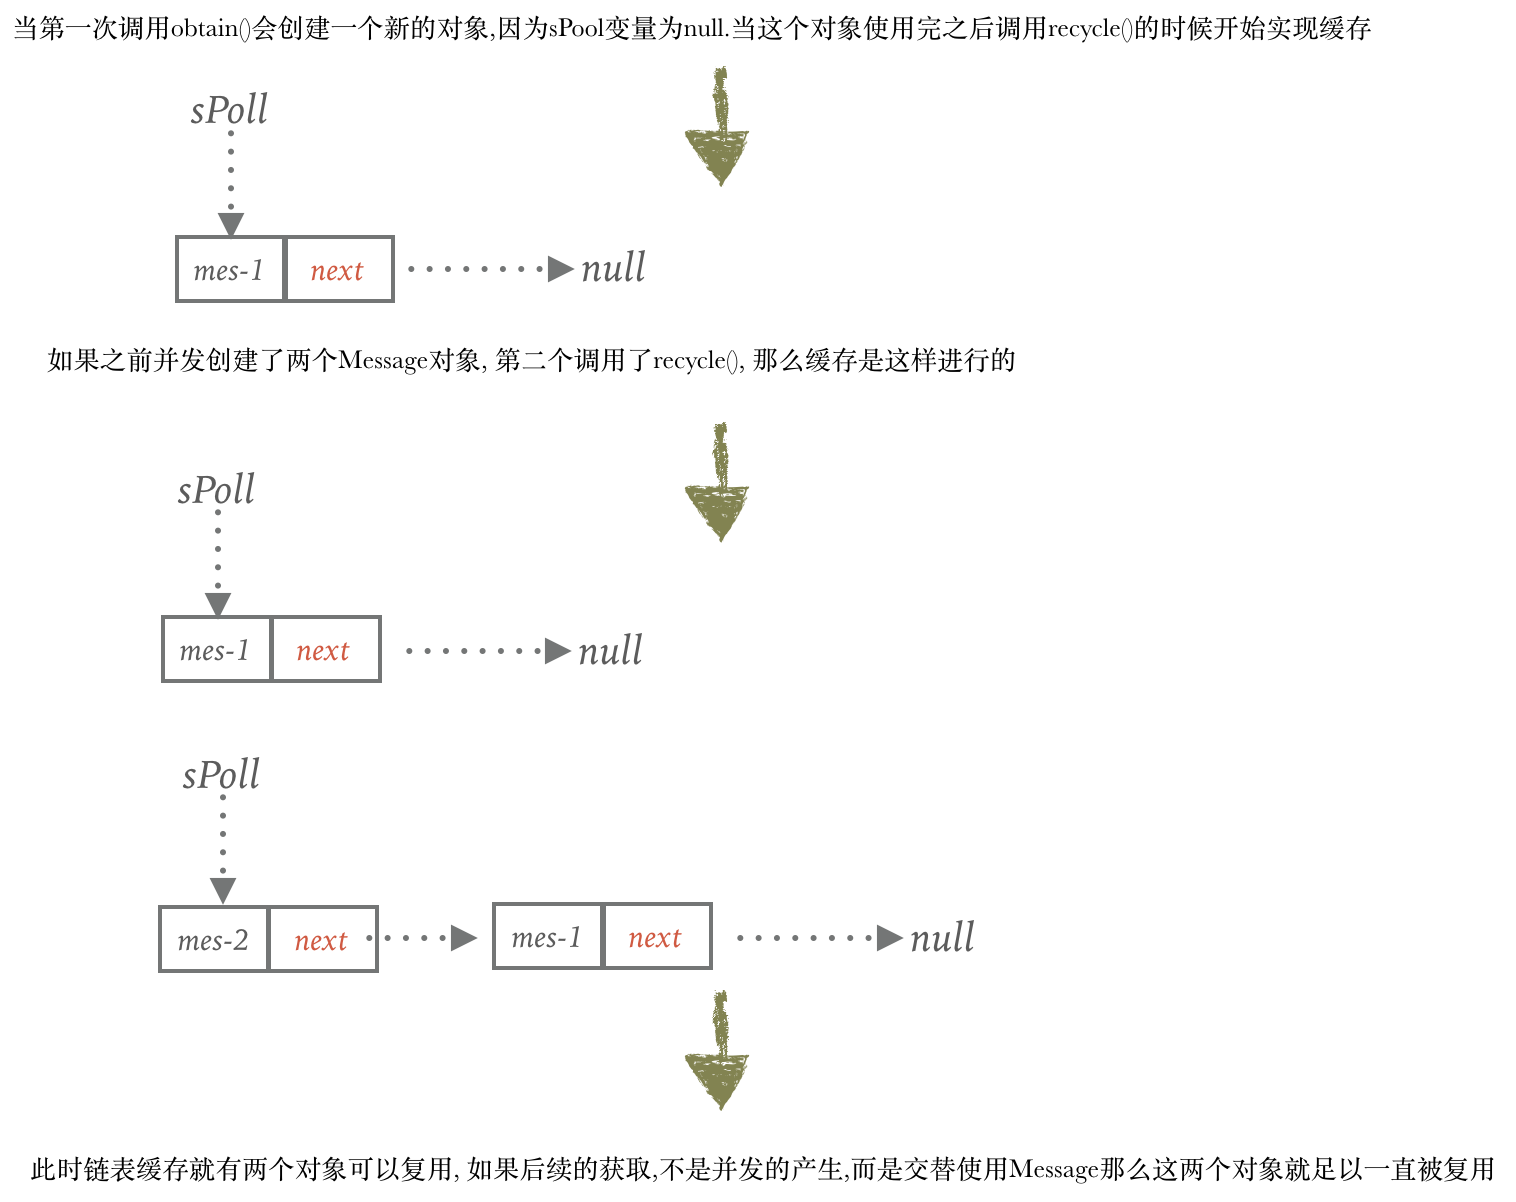 当第一次调用obtain()会创建一个新的对象,因为sPool变量为null.当这个对象使用完之后调用recycle()的时候开始实现缓存
sPoll
mes-1 next null
如果之前并发创建了两个Message对象, 第二个调用了recycle(), 那么缓存是这样进行的
sPoll
mes-1 next null
sPoll
mes-2 next mes-1 next null
此时链表缓存就有两个对象可以复用, 如果后续的获取,不是并发的产生,而是交替使用Message那么这两个对象就足以一直被复用